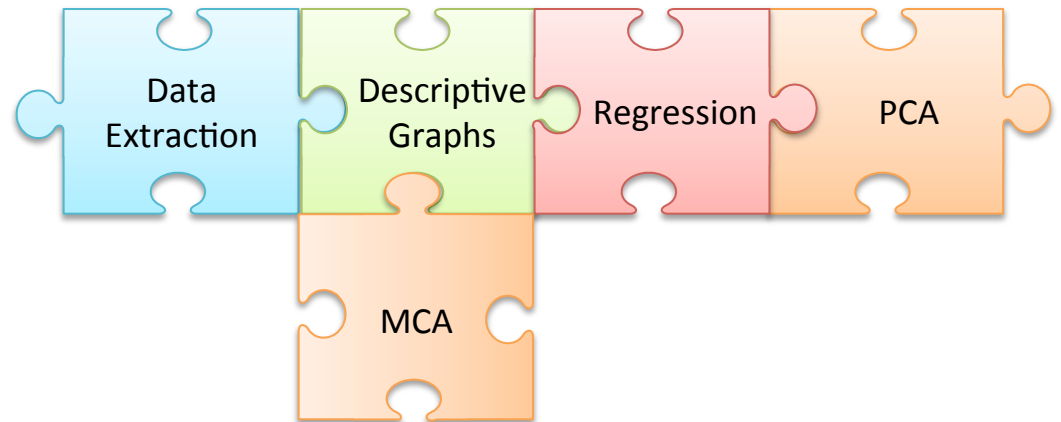 Data
Extraction
Descriptive
Graphs
Regression
PCA
MCA